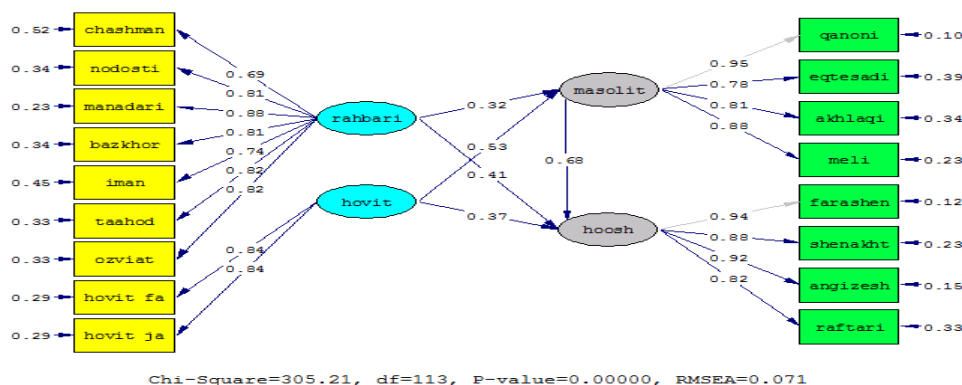 0.52 chashman 0.69
0.34 nodosti 0.81
0.23 manadari 0.88
0.34 bazkhor 0.81
0.45 iman 0.74
0.33 taahod 0.82
0.33 ozviat 0.82
0.29 hovit fa 0.84
0.29 hovit ja 0.84
rahbari
hovit
0.32
0.53
0.41
0.37
masolit
0.68
hoosh
0.95 qanoni 0.10
0.78 eqtesadi 0.39
0.81 akhlaqi 0.34
0.88 meli 0.23
0.94 farashen 0.12
0.88 shenakht 0.23
0.92 angizesh 0.15
0.82 raftari 0.33
Chi-Square=305.21, df=113, P-value=0.00000, RMSEA=0.071